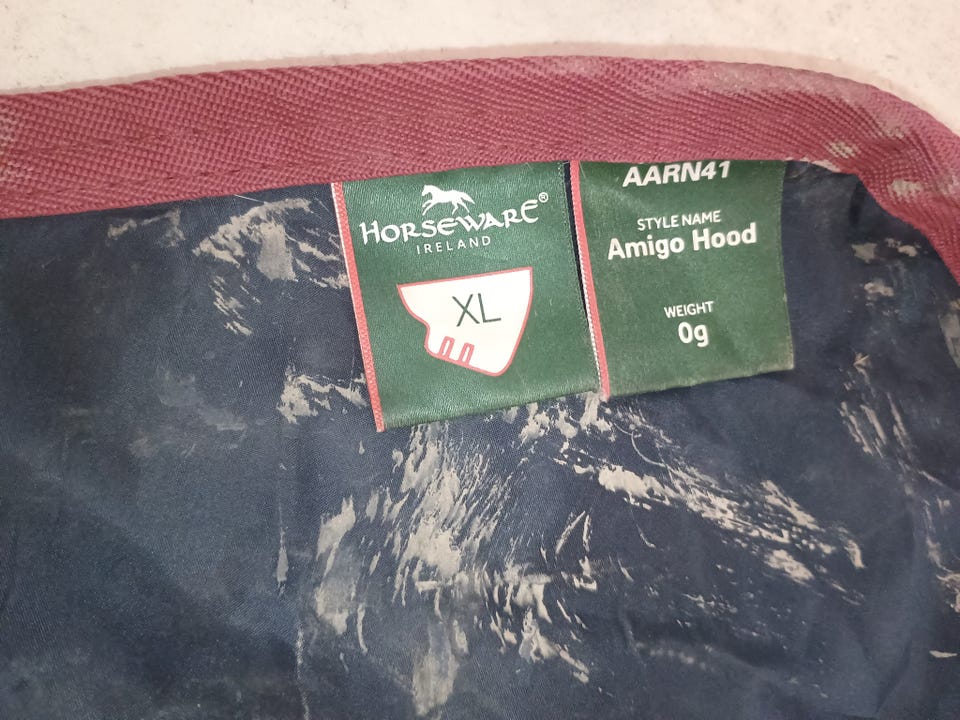 HORSEWARE®
IRELAND
XL
AARN41
STYLE NAME
Amigo Hood
WEIGHT
0g